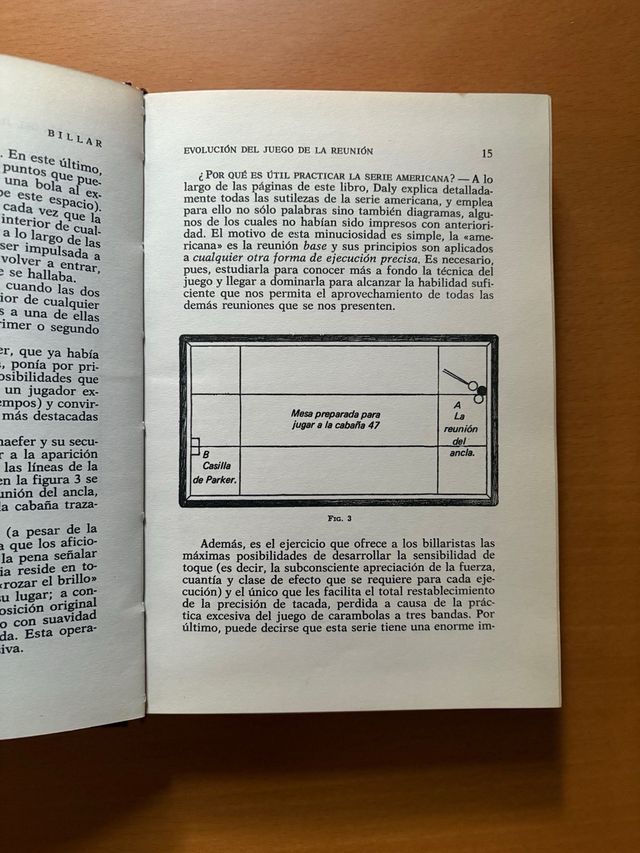 BILLAR
. En este último,
puntos que pue-
una bola al ex-
be este espacio).
cada vez que la
interior de cual-
a lo largo de las
ser impulsada a
volver a entrar,
e se hallaba.
cuando las dos
rior de cualquier
s a una de ellas
rimer o segundo
er, que ya había
s, ponía por pri-
osibilidades que
un jugador ex-
empos) y convir-
más destacadas
haefer y su secu-
r a la aparición
las líneas de la
en la figura 3 se
unión del ancla,
a cabaña traza-
(a pesar de la
a que los aficio-
la pena señalar
ia reside en to-
«rozar el brillo»
su lugar; a con-
posición original
o con suavidad
da. Esta opera-
siva.
EVOLUCIÓN DEL JUEGO DE LA REUNIÓN 15
¿POR QUÉ ES ÚTIL PRACTICAR LA SERIE AMERICANA? — A lo
largo de las páginas de este libro, Daly explica detallada-
mente todas las sutilezas de la serie americana, y emplea
para ello no sólo palabras sino también diagramas, algu-
nos de los cuales no habían sido impresos con anteriori-
dad. El motivo de esta minuciosidad es simple, la «ame-
ricana» es la reunión base y sus principios son aplicados
a cualquier otra forma de ejecución precisa. Es necesario,
pues, estudiarla para conocer más a fondo la técnica del
juego y llegar a dominarla para alcanzar la habilidad sufi-
ciente que nos permita el aprovechamiento de todas las
demás reuniones que se nos presenten.
Mesa preparada para
jugar a la cabaña 47
A
La
reunión
del
ancla.
B
Casilla
de Parker.
FIG. 3
Además, es el ejercicio que ofrece a los billaristas las
máximas posibilidades de desarrollar la sensibilidad de
toque (es decir, la subconsciente apreciación de la fuerza,
cuantía y clase de efecto que se requiere para cada eje-
cución) y el único que les facilita el total restablecimiento
de la precisión de tacada, perdida a causa de la prác-
tica excesiva del juego de carambolas a tres bandas. Por
último, puede decirse que esta serie tiene una enorme im-